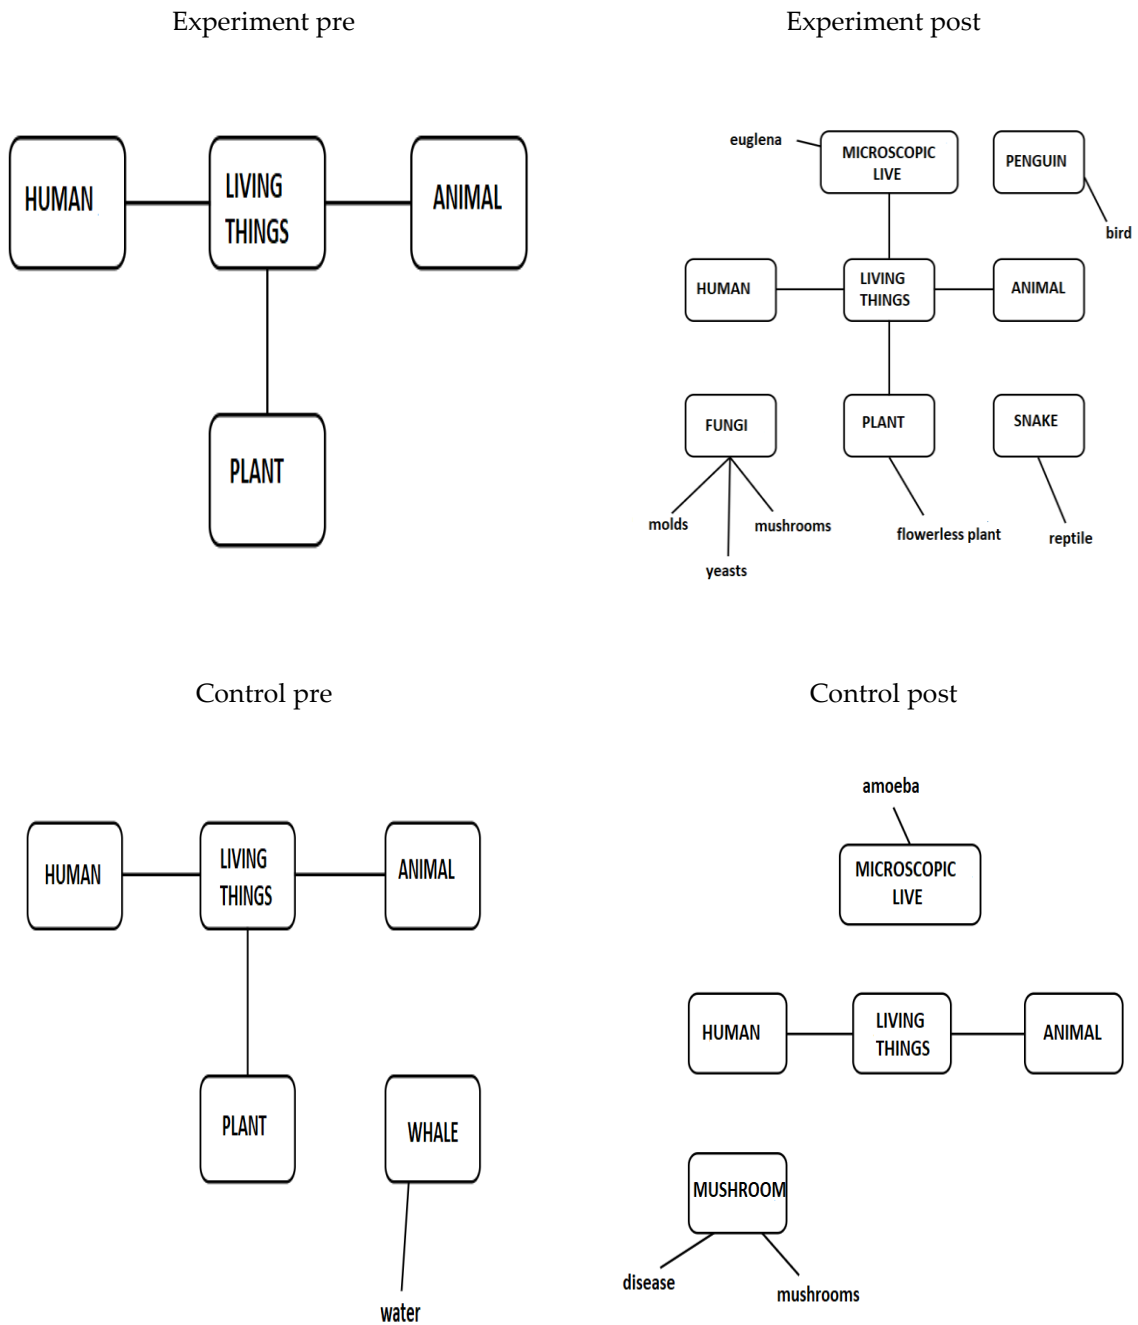 Experiment pre
Experiment post
HUMAN
LIVING
THINGS
ANIMAL
PLANT
euglena
MICROSCOPIC
LIVE
PENGUIN
bird
HUMAN
LIVING
THINGS
ANIMAL
FUNGI
PLANT
SNAKE
molds
mushrooms
yeasts
flowerless plant
reptile
Control pre
Control post
HUMAN
LIVING
THINGS
ANIMAL
PLANT
WHALE
water
amoeba
MICROSCOPIC
LIVE
HUMAN
LIVING
THINGS
ANIMAL
MUSHROOM
disease
mushrooms